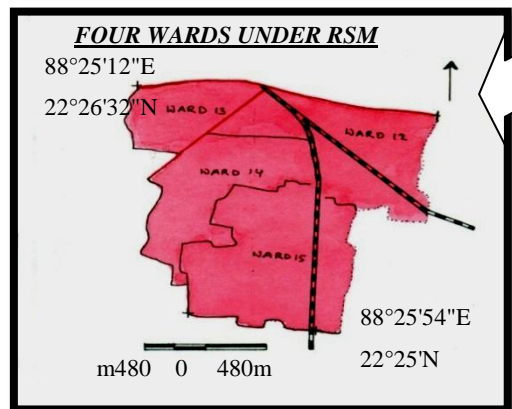 FOUR WARDS UNDER RSM
88°25'12"E
22°26'32"N
WARD 13
WARD 12
WARD 14
WARD 15
88°25'54"E
22°25'N
m480 0 480m